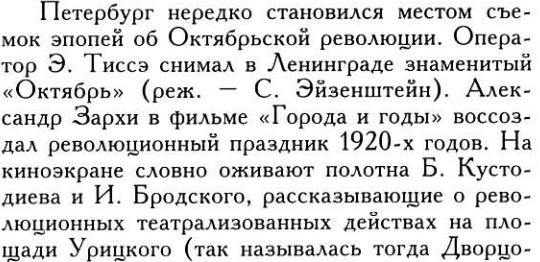 Петербург нередко становился местом съе-
мок эпопей об Октябрьской революции. Опера-
тор Э. Тиссэ снимал в Ленинграде знаменитый
«Октябрь» (реж. — С. Эйзенштейн). Алек-
сандр Зархи в фильме «Города и годы» воссоз-
дал революционный праздник 1920-х годов. На
киноэкране словно оживают полотна Б. Кусто-
диева и И. Бродского, рассказывающие о рево-
люционных театрализованных действах на пло-
щади Урицкого (так называлась тогда Дворцо-